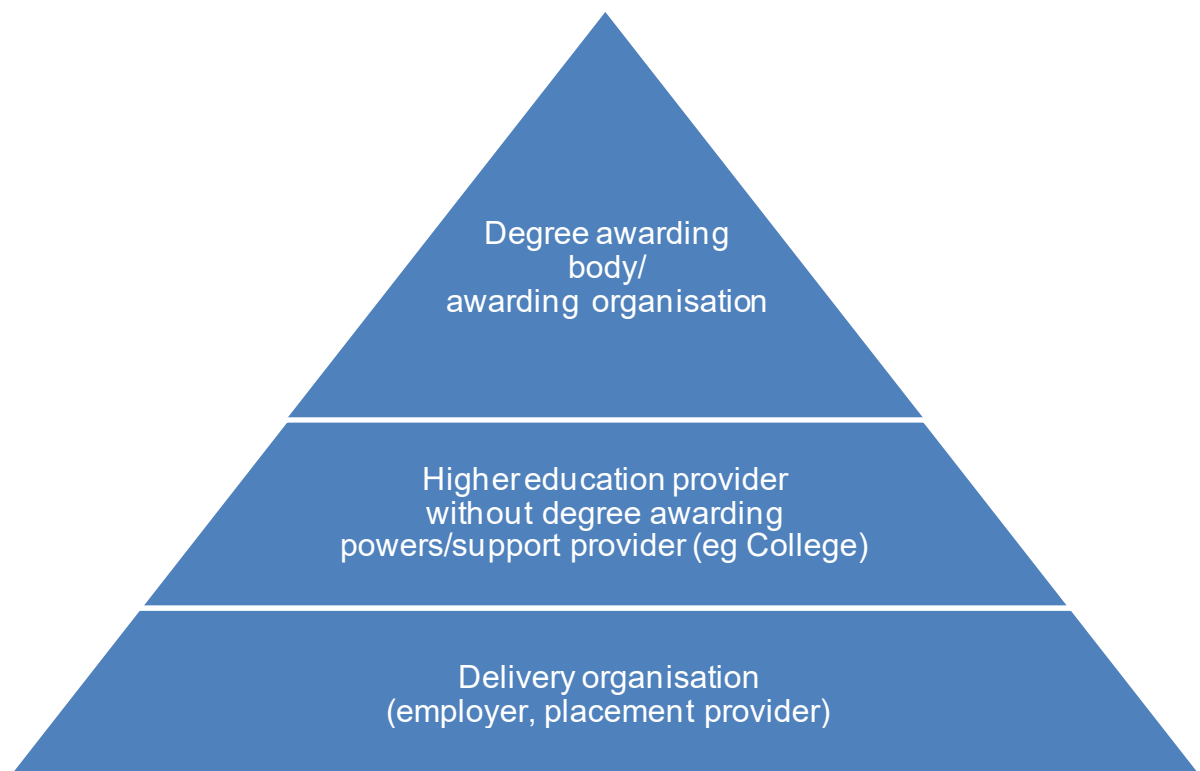 Degree awarding
body/
awarding organisation
Higher education provider
without degree awarding
powers/support provider (eg College)
Delivery organisation
(employer, placement provider)